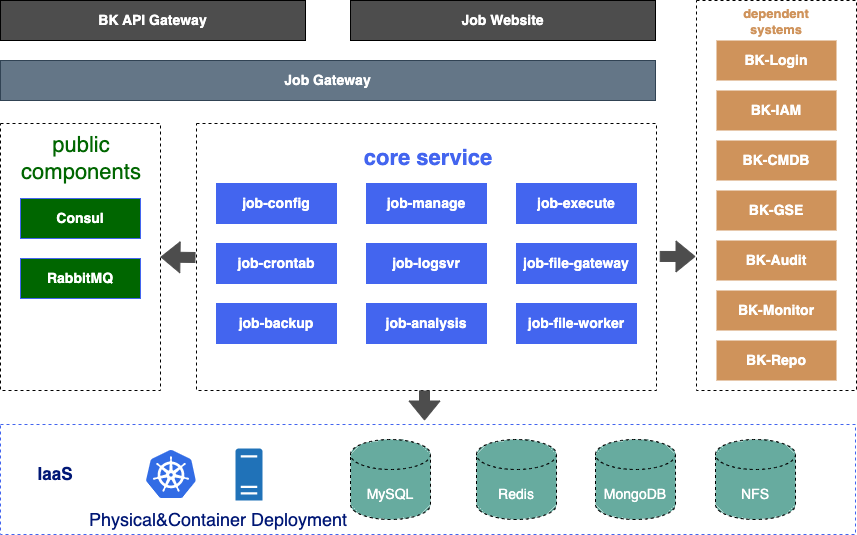 BK API Gateway
Job Website
Job Gateway
public
components
Consul
RabbitMQ
core service
job-config
job-manage
job-execute
job-crontab
job-logsvr
job-file-gateway
job-backup
job-analysis
job-file-worker
dependent
systems
BK-Login
BK-IAM
BK-CMDB
BK-GSE
BK-Audit
BK-Monitor
BK-Repo
IaaS
Physical&Container Deployment
MySQL
Redis
MongoDB
NFS